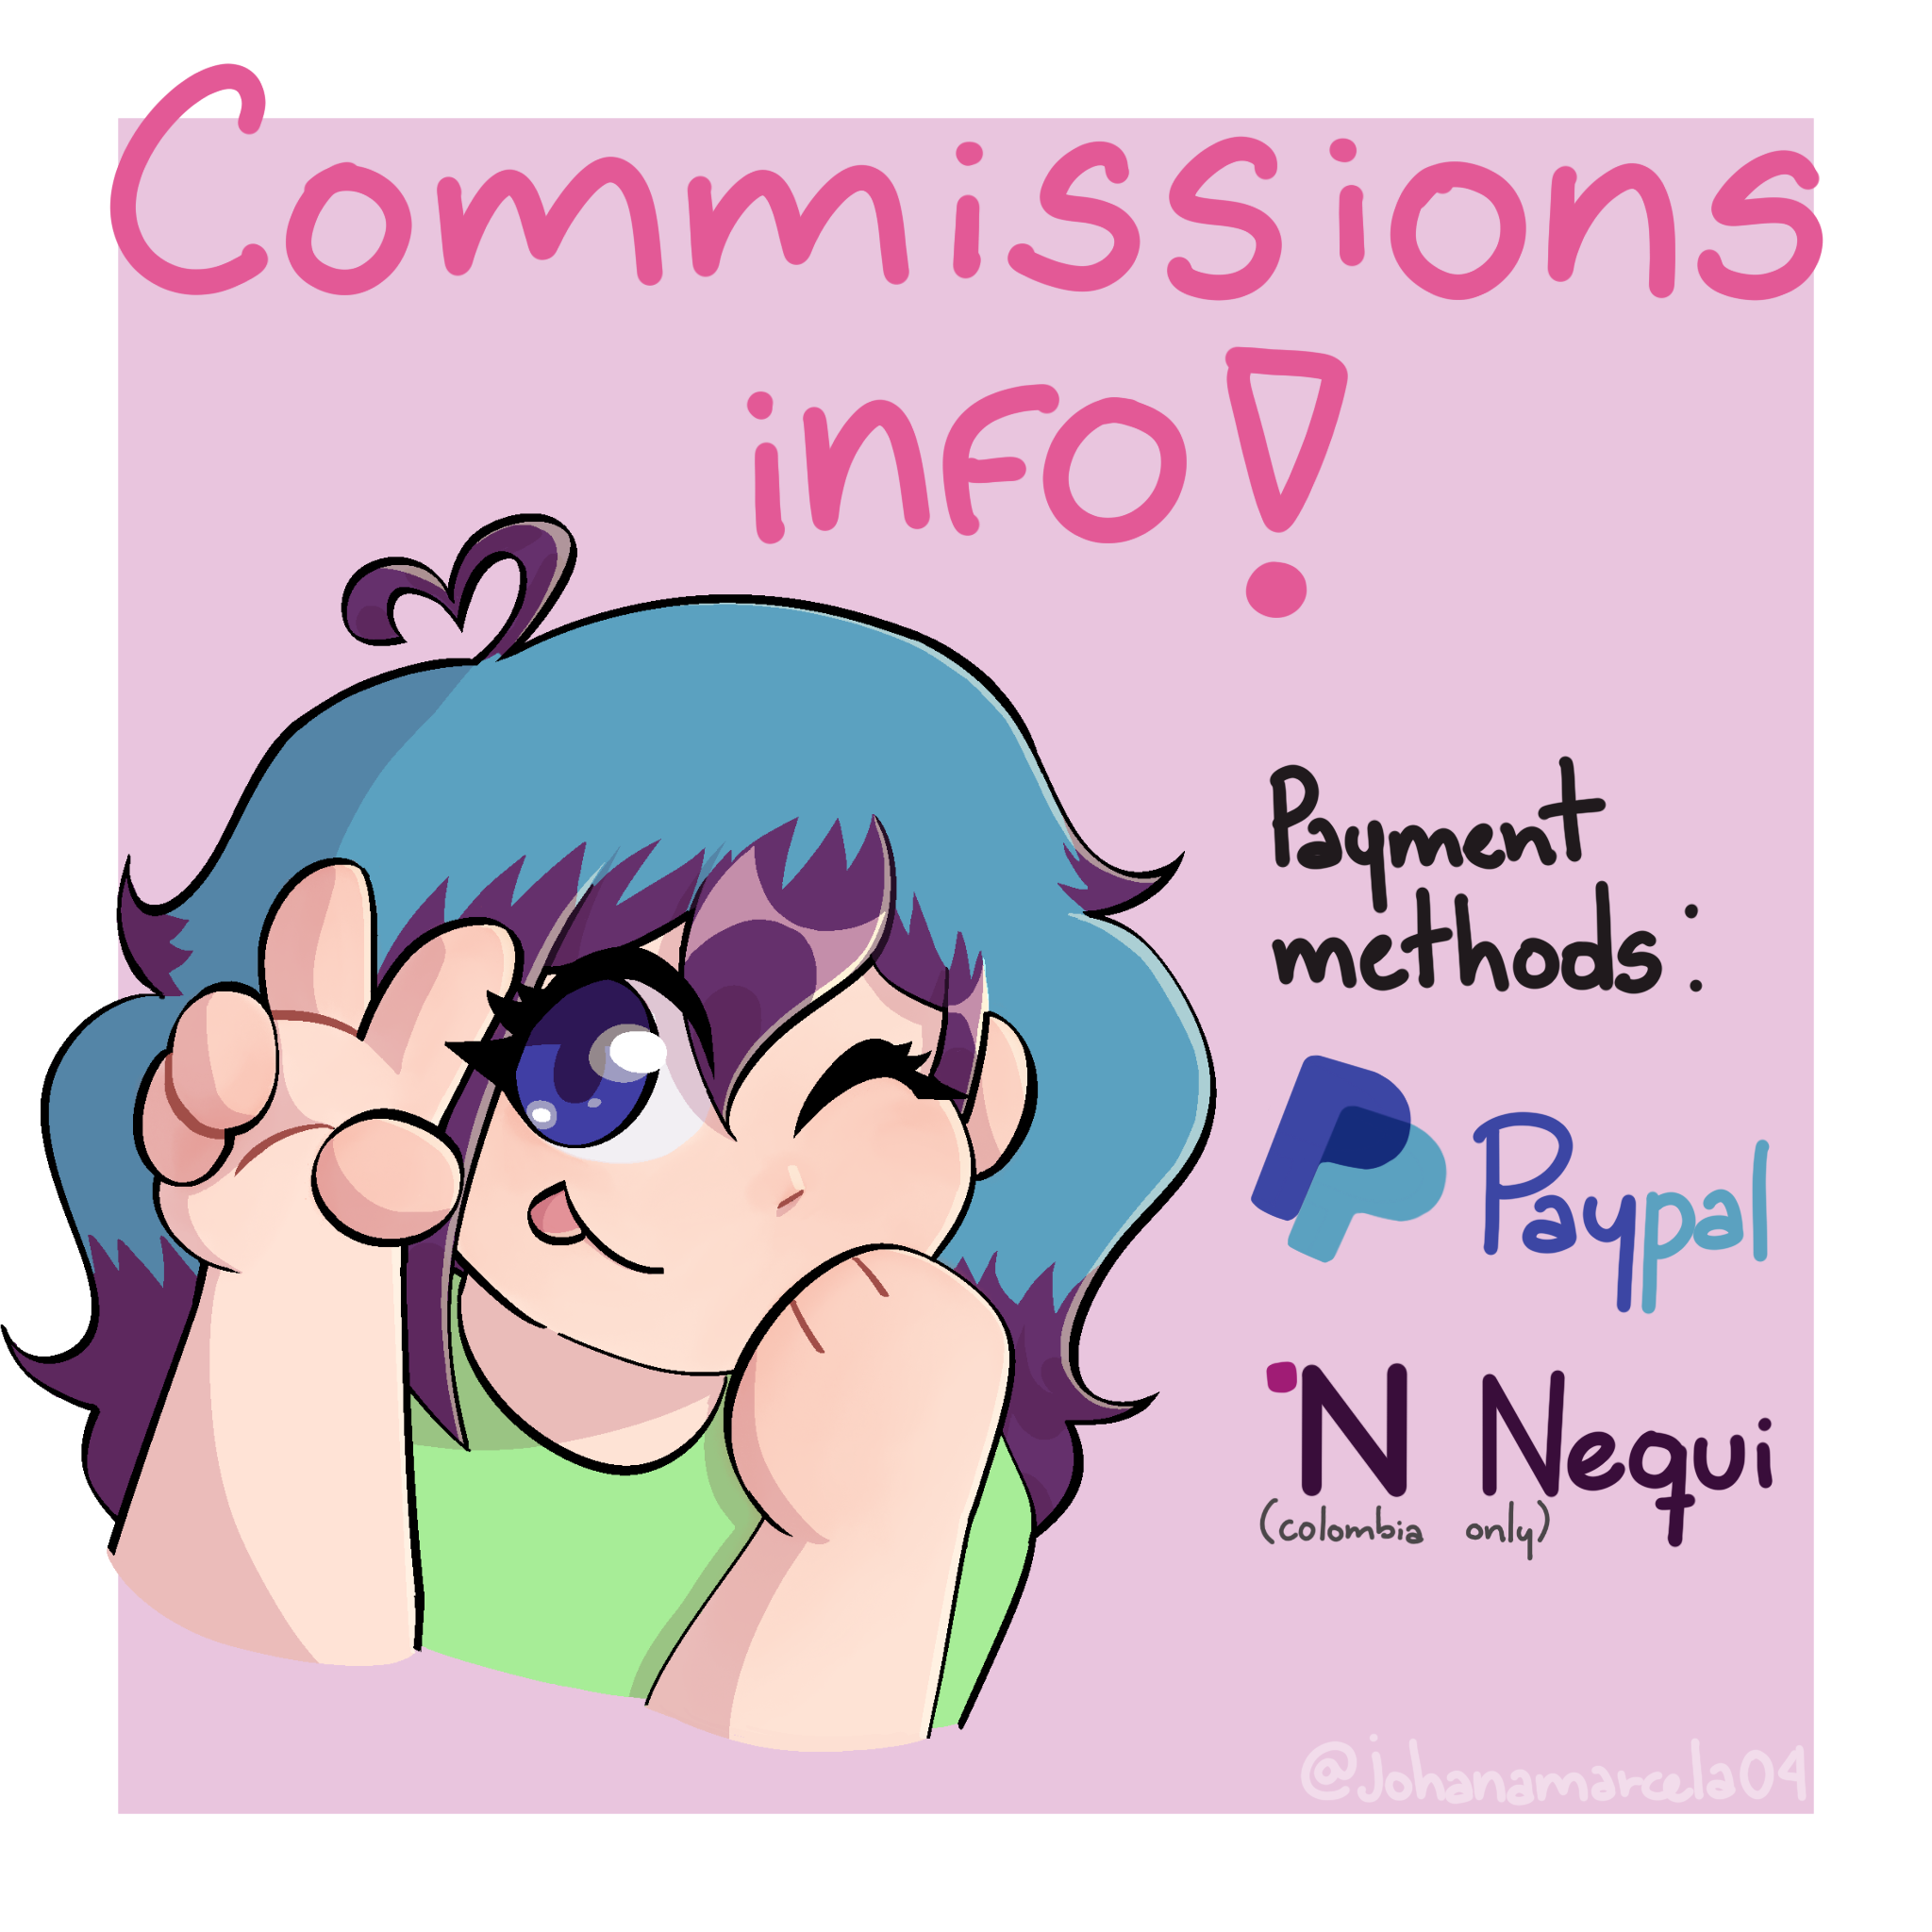 Commissions
info!
Payment
methods:
P Paypal
N Nequi
(colombia only)
@johanamarcela04